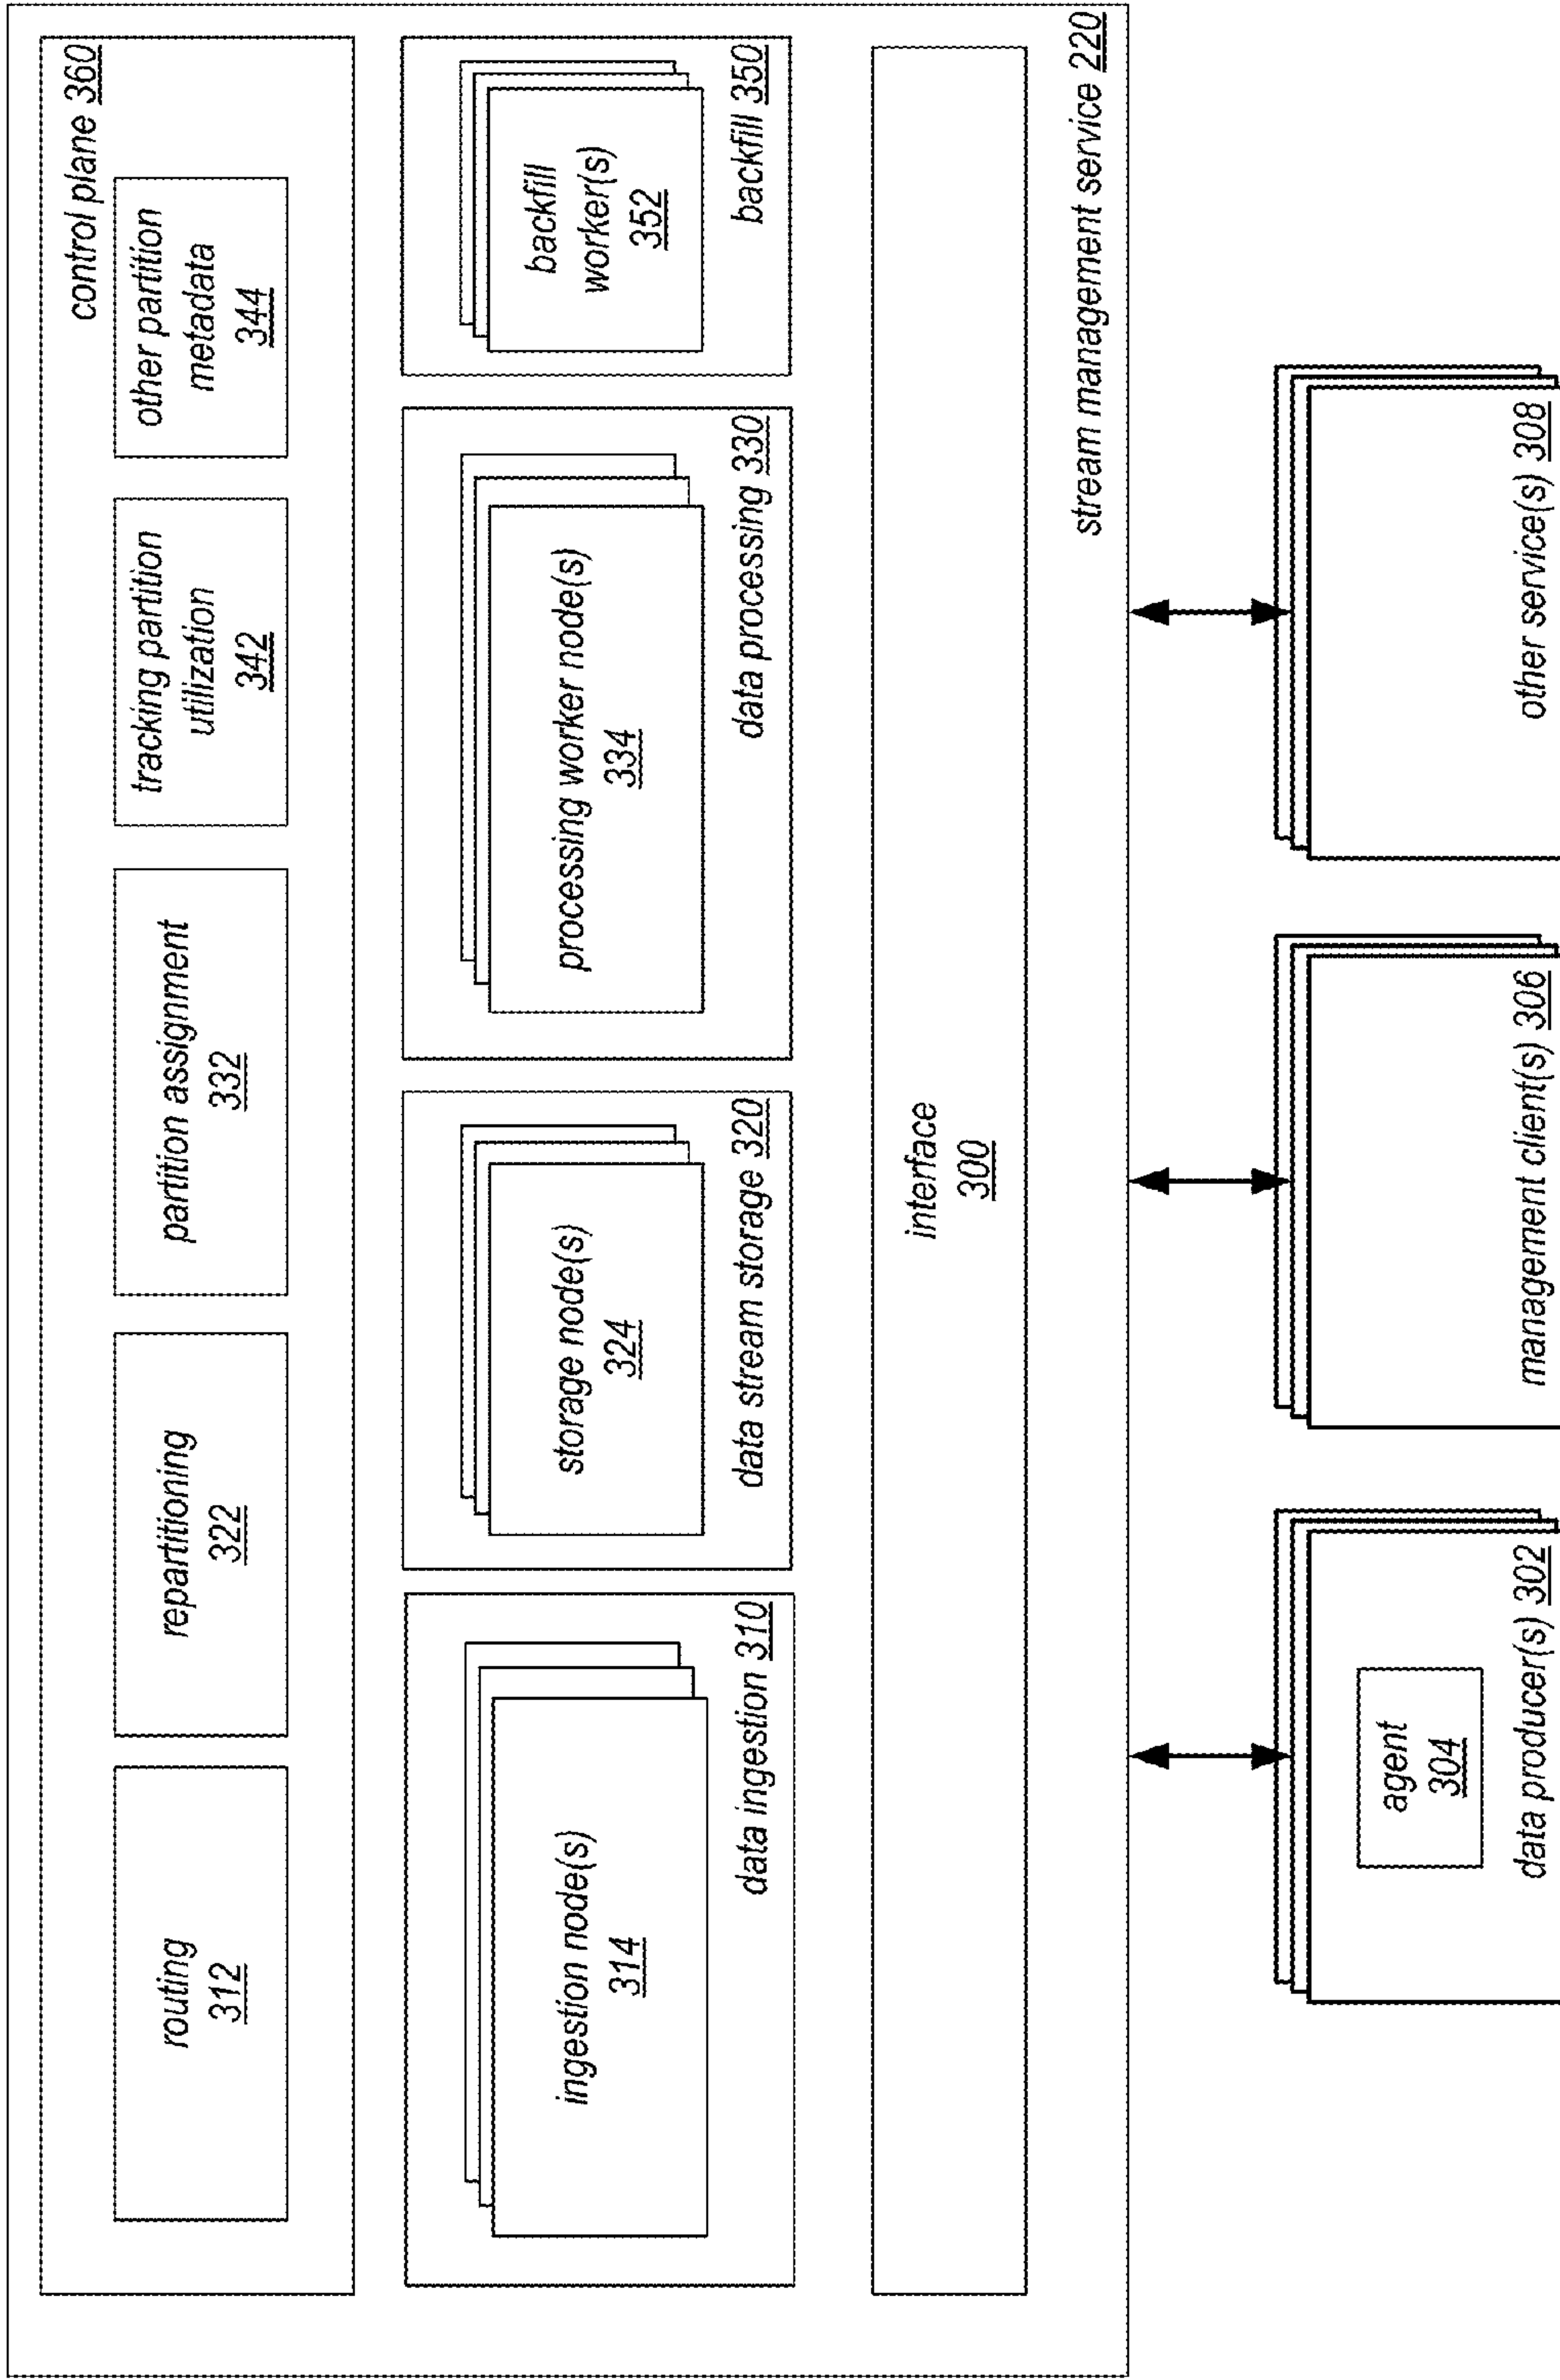 control plane 360
routing
312
repartitioning
322
partition assignment
332
tracking partition
utilization
342
other partition
metadata
344
ingestion node(s)
314
data ingestion 310
storage node(s)
324
data stream storage 320
processing worker node(s)
334
data processing 330
backfill
worker(s)
352
backfill 350
interface
300
stream management service 220
agent
304
data producer(s) 302
management client(s) 306
other service(s) 308